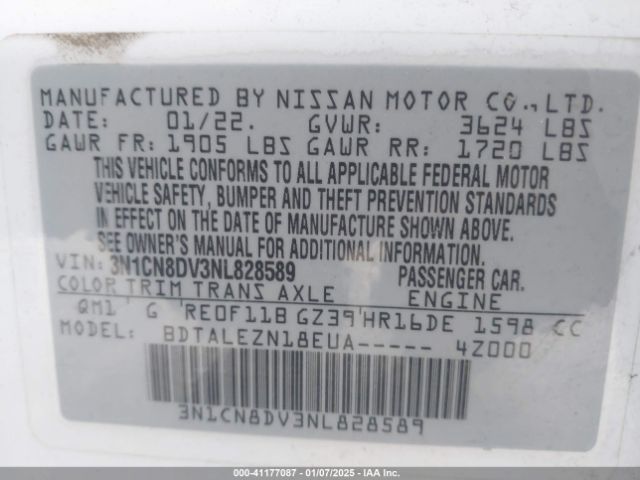 MANUFACTURED BY NISSAN MOTOR CO., LTD.
DATE: 01/22. GVWR: 3624 LBS
GAWR FR: 1905 LBS GAWR RR: 1720 LBS
THIS VEHICLE CONFORMS TO ALL APPLICABLE FEDERAL MOTOR
VEHICLE SAFETY, BUMPER AND THEFT PREVENTION STANDARDS
IN EFFECT ON THE DATE OF MANUFACTURE SHOWN ABOVE.
SEE OWNER'S MANUAL FOR ADDITIONAL INFORMATION.
VIN: 3N1CN8DV3NL828589 PASSENGER CAR.
COLOR TRIM TRANS AXLE ENGINE
QM1 G RE0F11B GZ39 HR16DE 1598 CC
MODEL: BDTALEZN18EUA----- 4Z000
3N1CN8DV3NL828589
000-41177087 - 01/07/2025 - IAAI.COM